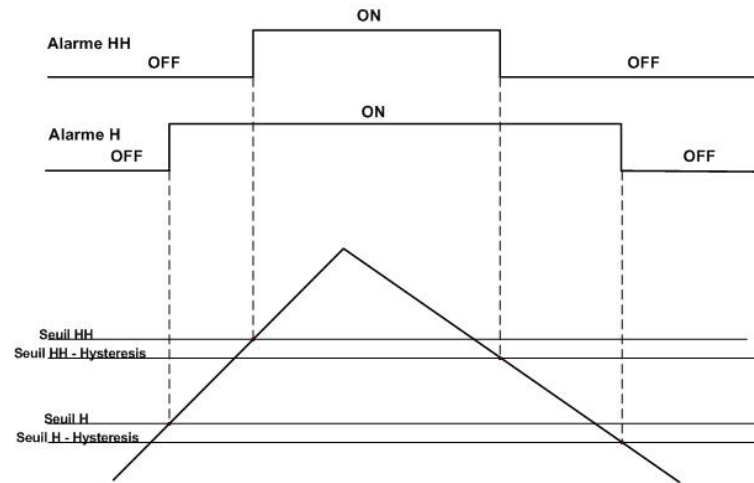 ON
Alarme HH
OFF
OFF
ON
Alarme H
OFF
OFF
Seuil HH
Seuil HH - Hysteresis
Seuil H
Seuil H - Hysteresis